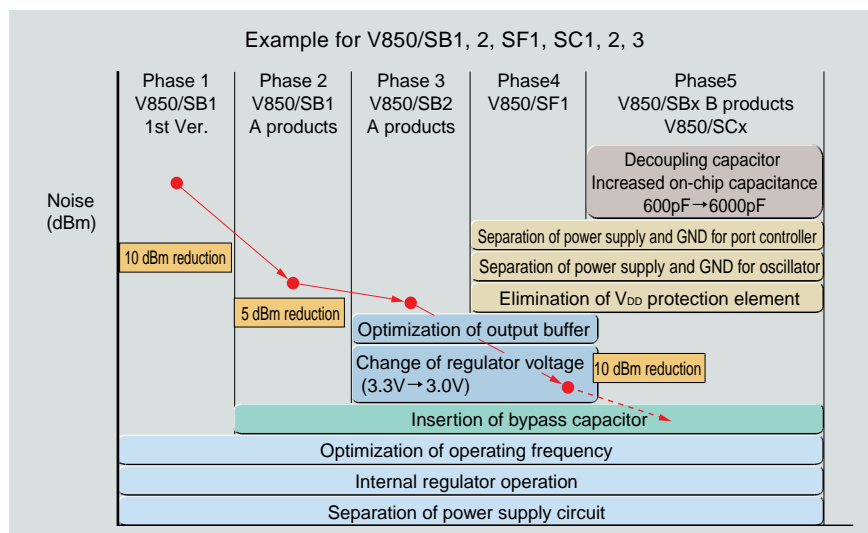 Example for V850/SB1, 2, SF1, SC1, 2, 3
Phase 1
V850/SB1
1st Ver.
Phase 2
V850/SB1
A products
Phase 3
V850/SB2
A products
Phase4
V850/SF1
Phase5
V850/SBx B products
V850/SCx
Noise
(dBm)
Decoupling capacitor
Increased on-chip capacitance
600pF→6000pF
10 dBm reduction
Separation of power supply and GND for port controller
Separation of power supply and GND for oscillator
Elimination of VDD protection element
5 dBm reduction
Optimization of output buffer
Change of regulator voltage
(3.3V→3.0V)
10 dBm reduction
Insertion of bypass capacitor
Optimization of operating frequency
Internal regulator operation
Separation of power supply circuit